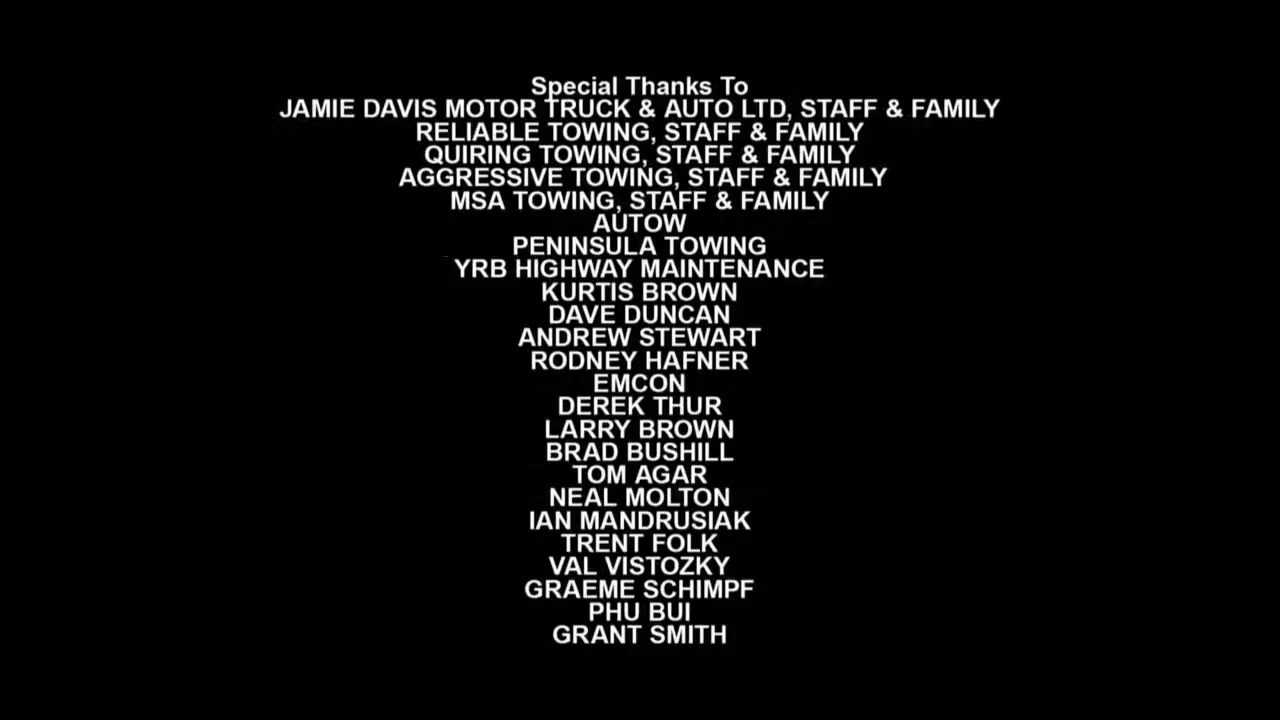 Special Thanks To
JAMIE DAVIS MOTOR TRUCK & AUTO LTD, STAFF & FAMILY
RELIABLE TOWING, STAFF & FAMILY
QUIRING TOWING, STAFF & FAMILY
AGGRESSIVE TOWING, STAFF & FAMILY
MSA TOWING, STAFF & FAMILY
AUTOW
PENINSULA TOWING
YRB HIGHWAY MAINTENANCE
KURTIS BROWN
DAVE DUNCAN
ANDREW STEWART
RODNEY HAFNER
EMCON
DEREK THUR
LARRY BROWN
BRAD BUSHILL
TOM AGAR
NEAL MOLTON
IAN MANDRUSIAK
TRENT FOLK
VAL VISTOZKY
GRAEME SCHIMPF
PHU BUI
GRANT SMITH